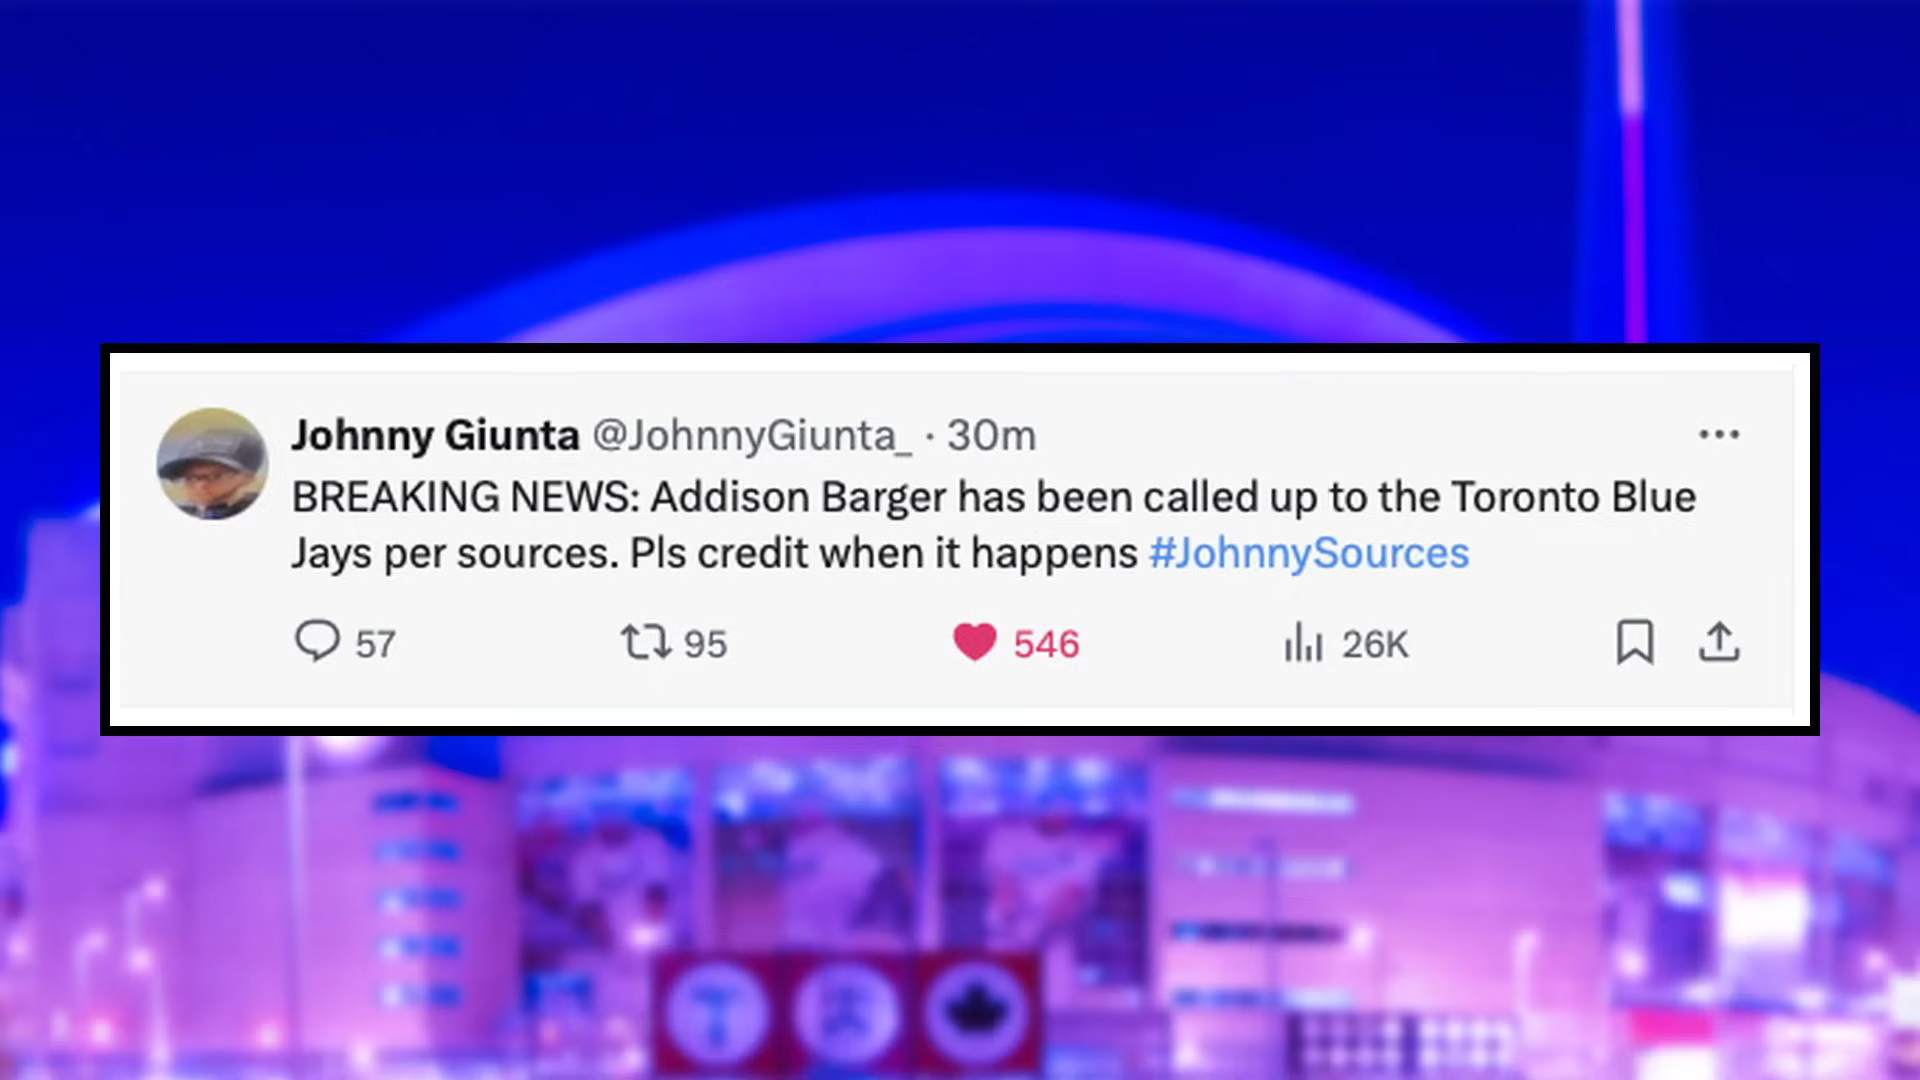 Johnny Giunta @JohnnyGiunta_ · 30m
BREAKING NEWS: Addison Barger has been called up to the Toronto Blue
Jays per sources. Pls credit when it happens #JohnnySources
57 95 546 26K